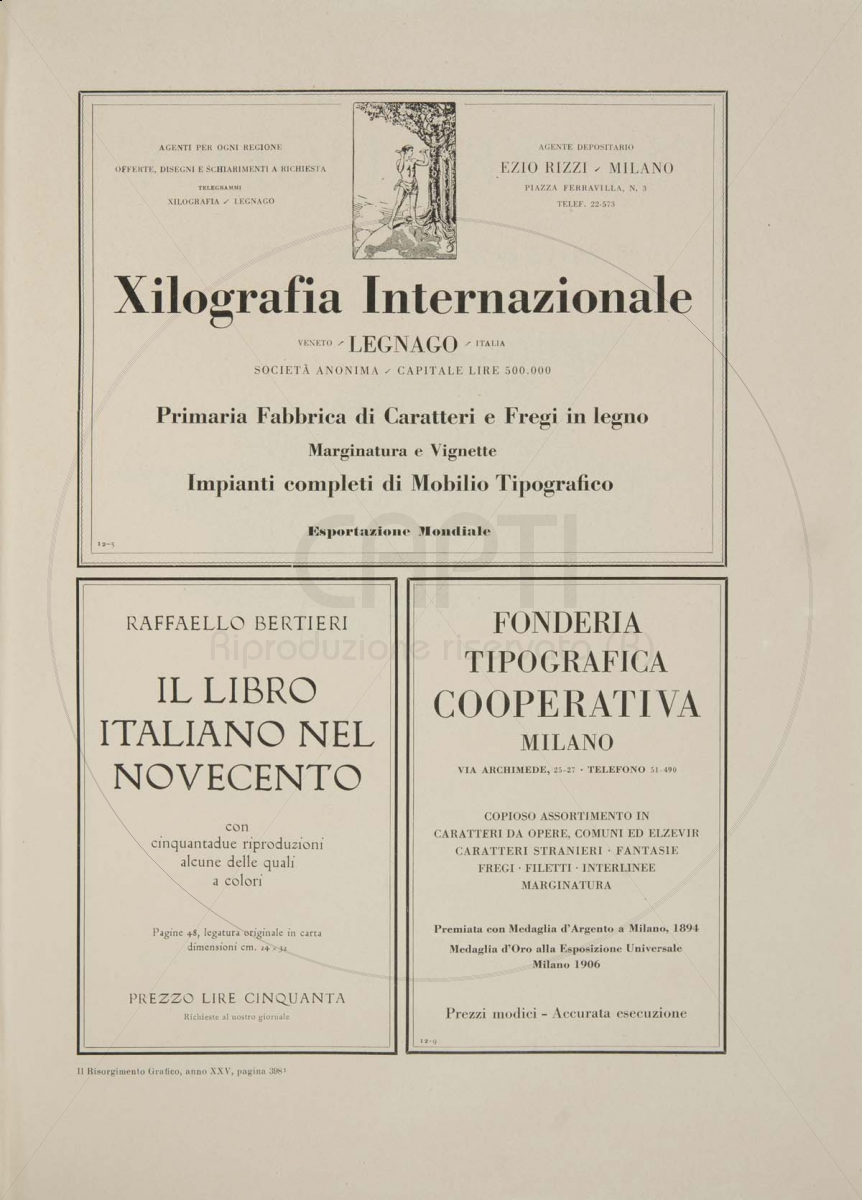 AGENTI PER OGNI REGIONE
OFFERTE, DISEGNI E SCHIARIMENTI A RICHIESTA
TELEGRAMMI
XILOGRAFIA - LEGNAGO
AGENTE DEPOSITARIO
EZIO RIZZI - MILANO
PIAZZA FERRAVILLA, N. 3
TELEF. 22-573
Xilografia Internazionale
VENETO - LEGNAGO - ITALIA
SOCIETÀ ANONIMA - CAPITALE LIRE 500.000
Primaria Fabbrica di Caratteri e Fregi in legno
Marginatura e Vignette
Impianti completi di Mobilio Tipografico
Esportazione Mondiale
12-5
CAPTI
Riproduzione riservata (R)
RAFFAELLO BERTIERI
IL LIBRO
ITALIANO NEL
NOVECENTO
con
cinquantadue riproduzioni
alcune delle quali
a colori
Pagine 48, legatura originale in carta
dimensioni cm. 24 × 32
PREZZO LIRE CINQUANTA
Richieste al nostro giornale
FONDERIA
TIPOGRAFICA
COOPERATIVA
MILANO
VIA ARCHIMEDE, 25-27 · TELEFONO 51-490
COPIOSO ASSORTIMENTO IN
CARATTERI DA OPERE, COMUNI ED ELZEVIR
CARATTERI STRANIERI · FANTASIE
FREGI · FILETTI · INTERLINEE
MARGINATURA
Premiata con Medaglia d'Argento a Milano, 1894
Medaglia d'Oro alla Esposizione Universale
Milano 1906
Prezzi modici - Accurata esecuzione
12-9
Il Risorgimento Grafico, anno XXV, pagina 398³